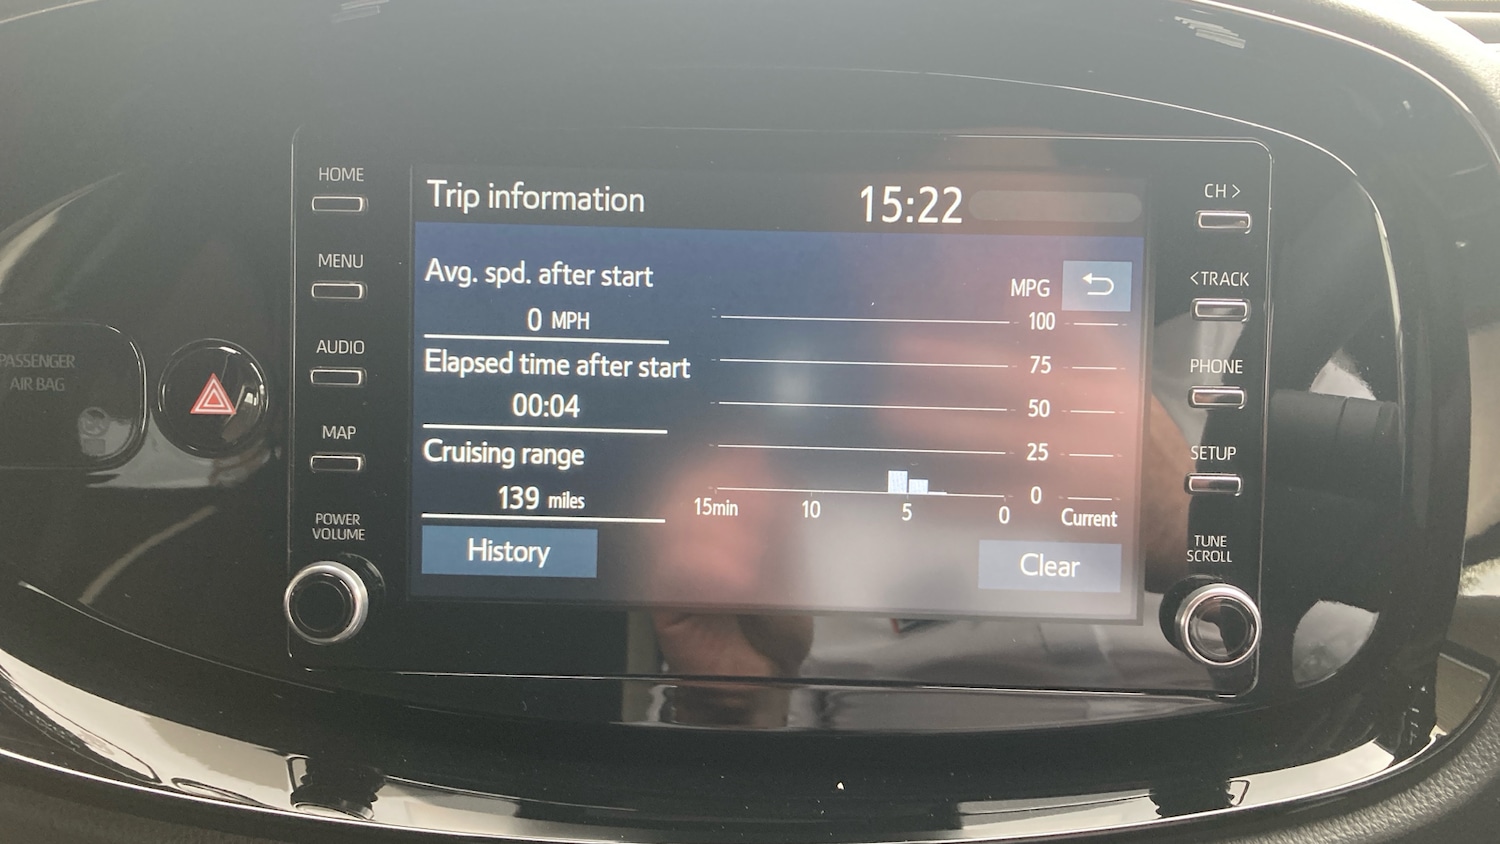 HOME
MENU
AUDIO
MAP
POWER
VOLUME
PASSENGER
AIR BAG
Trip information
15:22
Avg. spd. after start
0 MPH
Elapsed time after start
00:04
Cruising range
139 miles
History
MPG
100
75
50
25
0
15min 10 5 0 Current
Clear
CH >
<TRACK
PHONE
SETUP
TUNE
SCROLL